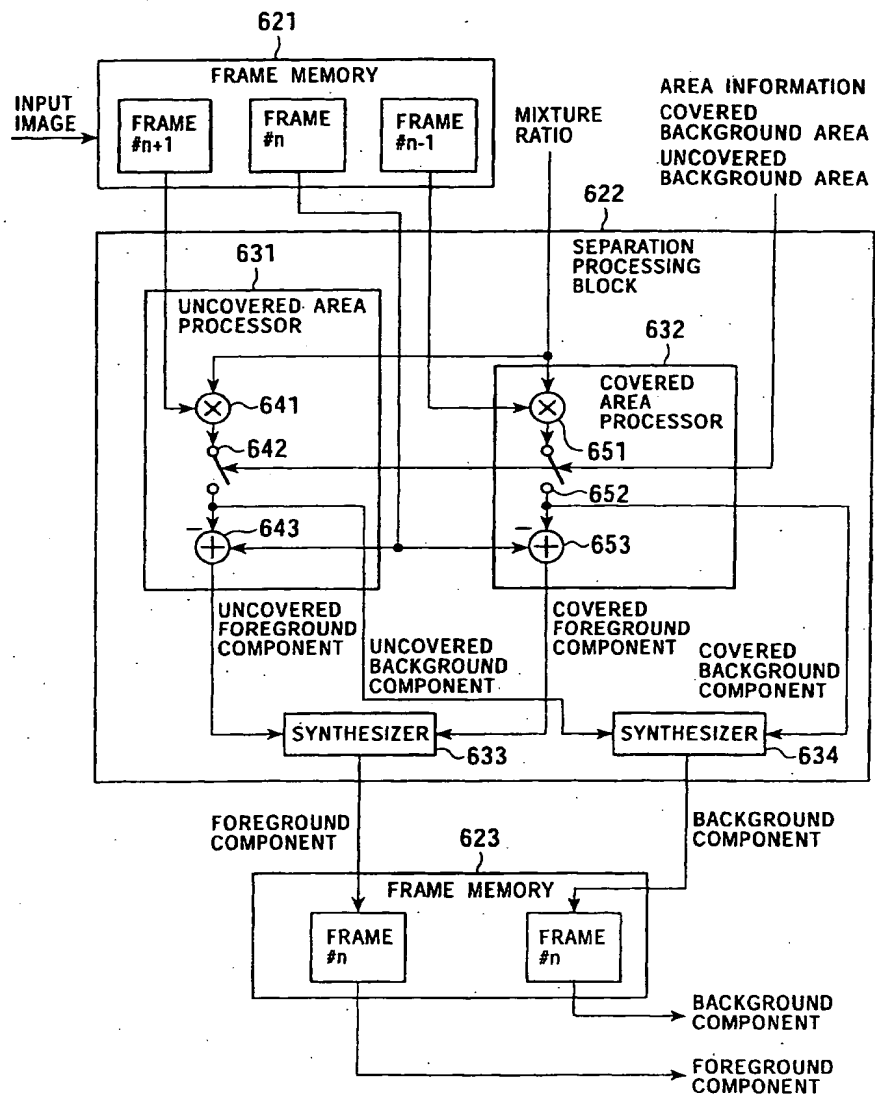 621
FRAME MEMORY
INPUT
IMAGE
FRAME
#n+1
FRAME
#n
FRAME
#n-1
MIXTURE
RATIO
AREA INFORMATION
COVERED
BACKGROUND AREA
UNCOVERED
BACKGROUND AREA
622
SEPARATION
PROCESSING
BLOCK
631
UNCOVERED AREA
PROCESSOR
632
COVERED
AREA
PROCESSOR
×
641
×
651
642
652
−
+
643
−
+
653
UNCOVERED
FOREGROUND
COMPONENT
UNCOVERED
BACKGROUND
COMPONENT
COVERED
FOREGROUND
COMPONENT
COVERED
BACKGROUND
COMPONENT
SYNTHESIZER
633
SYNTHESIZER
634
FOREGROUND
COMPONENT
BACKGROUND
COMPONENT
623
FRAME MEMORY
FRAME
#n
FRAME
#n
BACKGROUND
COMPONENT
FOREGROUND
COMPONENT